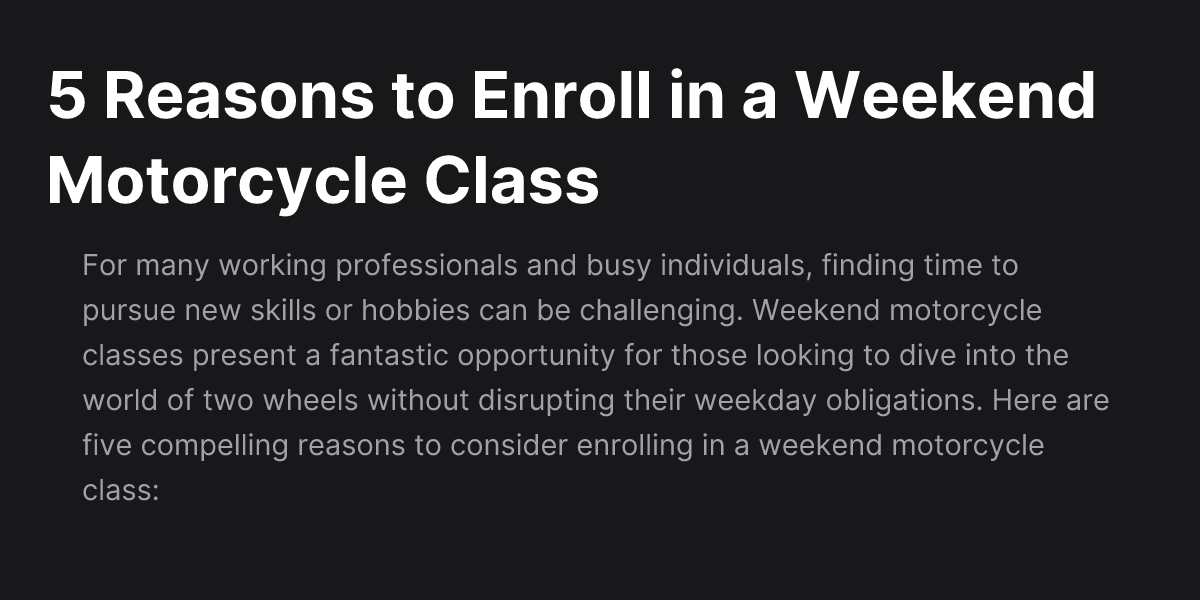 5 Reasons to Enroll in a Weekend
Motorcycle Class
For many working professionals and busy individuals, finding time to
pursue new skills or hobbies can be challenging. Weekend motorcycle
classes present a fantastic opportunity for those looking to dive into the
world of two wheels without disrupting their weekday obligations. Here are
five compelling reasons to consider enrolling in a weekend motorcycle
class: